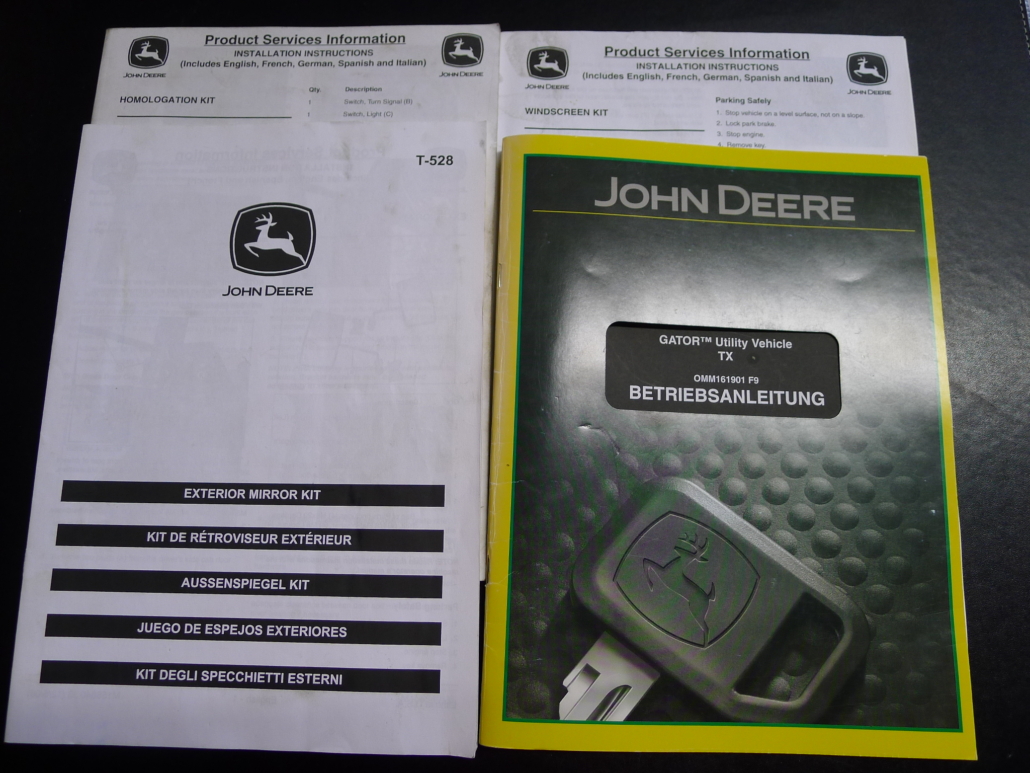 Product Services Information
INSTALLATION INSTRUCTIONS
(Includes English, French, German, Spanish and Italian)
JOHN DEERE
JOHN DEERE
HOMOLOGATION KIT
Qty. Description
1 Switch, Turn Signal (B)
1 Switch, Light (C)
Product Services Information
INSTALLATION INSTRUCTIONS
(Includes English, French, German, Spanish and Italian)
JOHN DEERE
JOHN DEERE
WINDSCREEN KIT
Parking Safely
1. Stop vehicle on a level surface, not on a slope.
2. Lock park brake.
3. Stop engine.
4. Remove key.
T-528
JOHN DEERE
EXTERIOR MIRROR KIT
KIT DE RÉTROVISEUR EXTÉRIEUR
AUSSENSPIEGEL KIT
JUEGO DE ESPEJOS EXTERIORES
KIT DEGLI SPECCHIETTI ESTERNI
JOHN DEERE
GATOR™ Utility Vehicle
TX
OMM161901 F9
BETRIEBSANLEITUNG